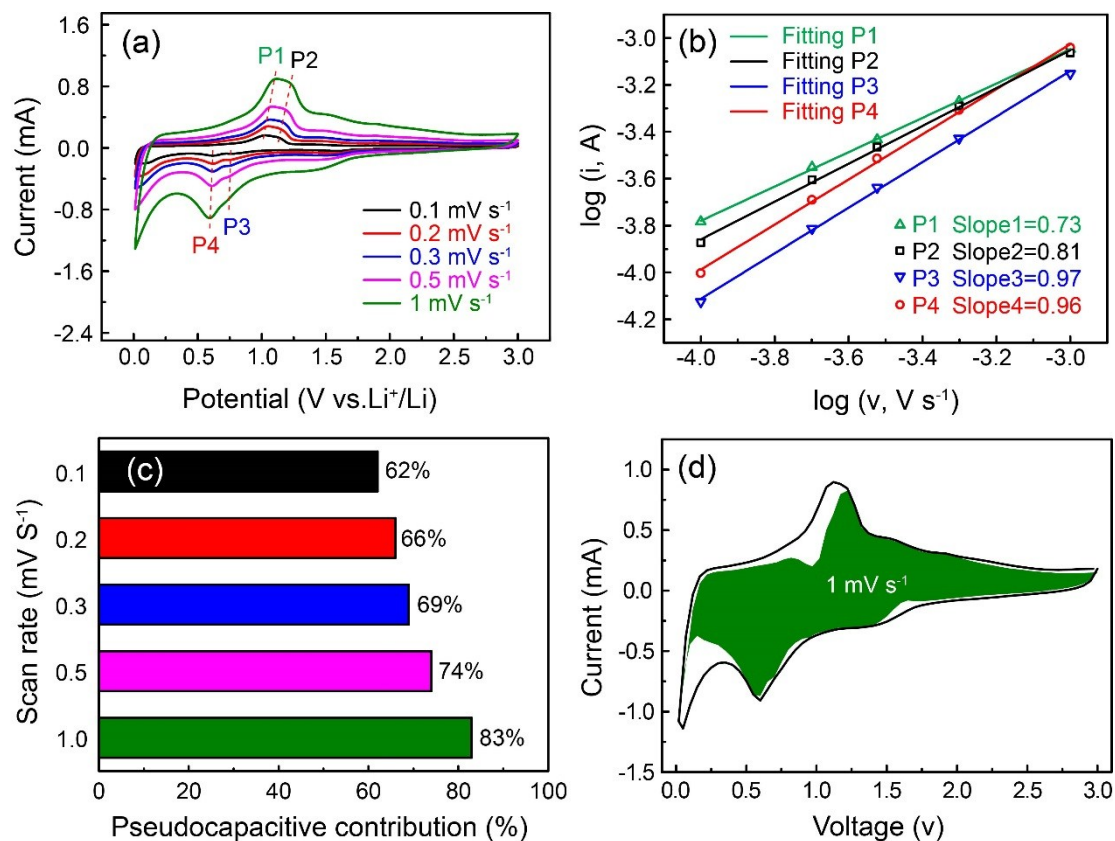 (a)
P1
P2
P3
P4
1.6
0.8
0.0
-0.8
-1.6
-2.4
Current (mA)
0.1 mV s⁻¹
0.2 mV s⁻¹
0.3 mV s⁻¹
0.5 mV s⁻¹
1 mV s⁻¹
0.0 0.5 1.0 1.5 2.0 2.5 3.0
Potential (V vs.Li⁺/Li)
(b)
Fitting P1
Fitting P2
Fitting P3
Fitting P4
-3.0
-3.2
-3.4
-3.6
-3.8
-4.0
-4.2
log (i, A)
P1 Slope1=0.73
P2 Slope2=0.81
P3 Slope3=0.97
P4 Slope4=0.96
-4.0 -3.8 -3.6 -3.4 -3.2 -3.0
log (v, V s⁻¹)
(c)
Scan rate (mV S⁻¹)
0.1 62%
0.2 66%
0.3 69%
0.5 74%
1.0 83%
0 20 40 60 80 100
Pseudocapacitive contribution (%)
(d)
1.0
0.5
0.0
-0.5
-1.0
-1.5
Current (mA)
1 mV s⁻¹
0.0 0.5 1.0 1.5 2.0 2.5 3.0
Voltage (v)